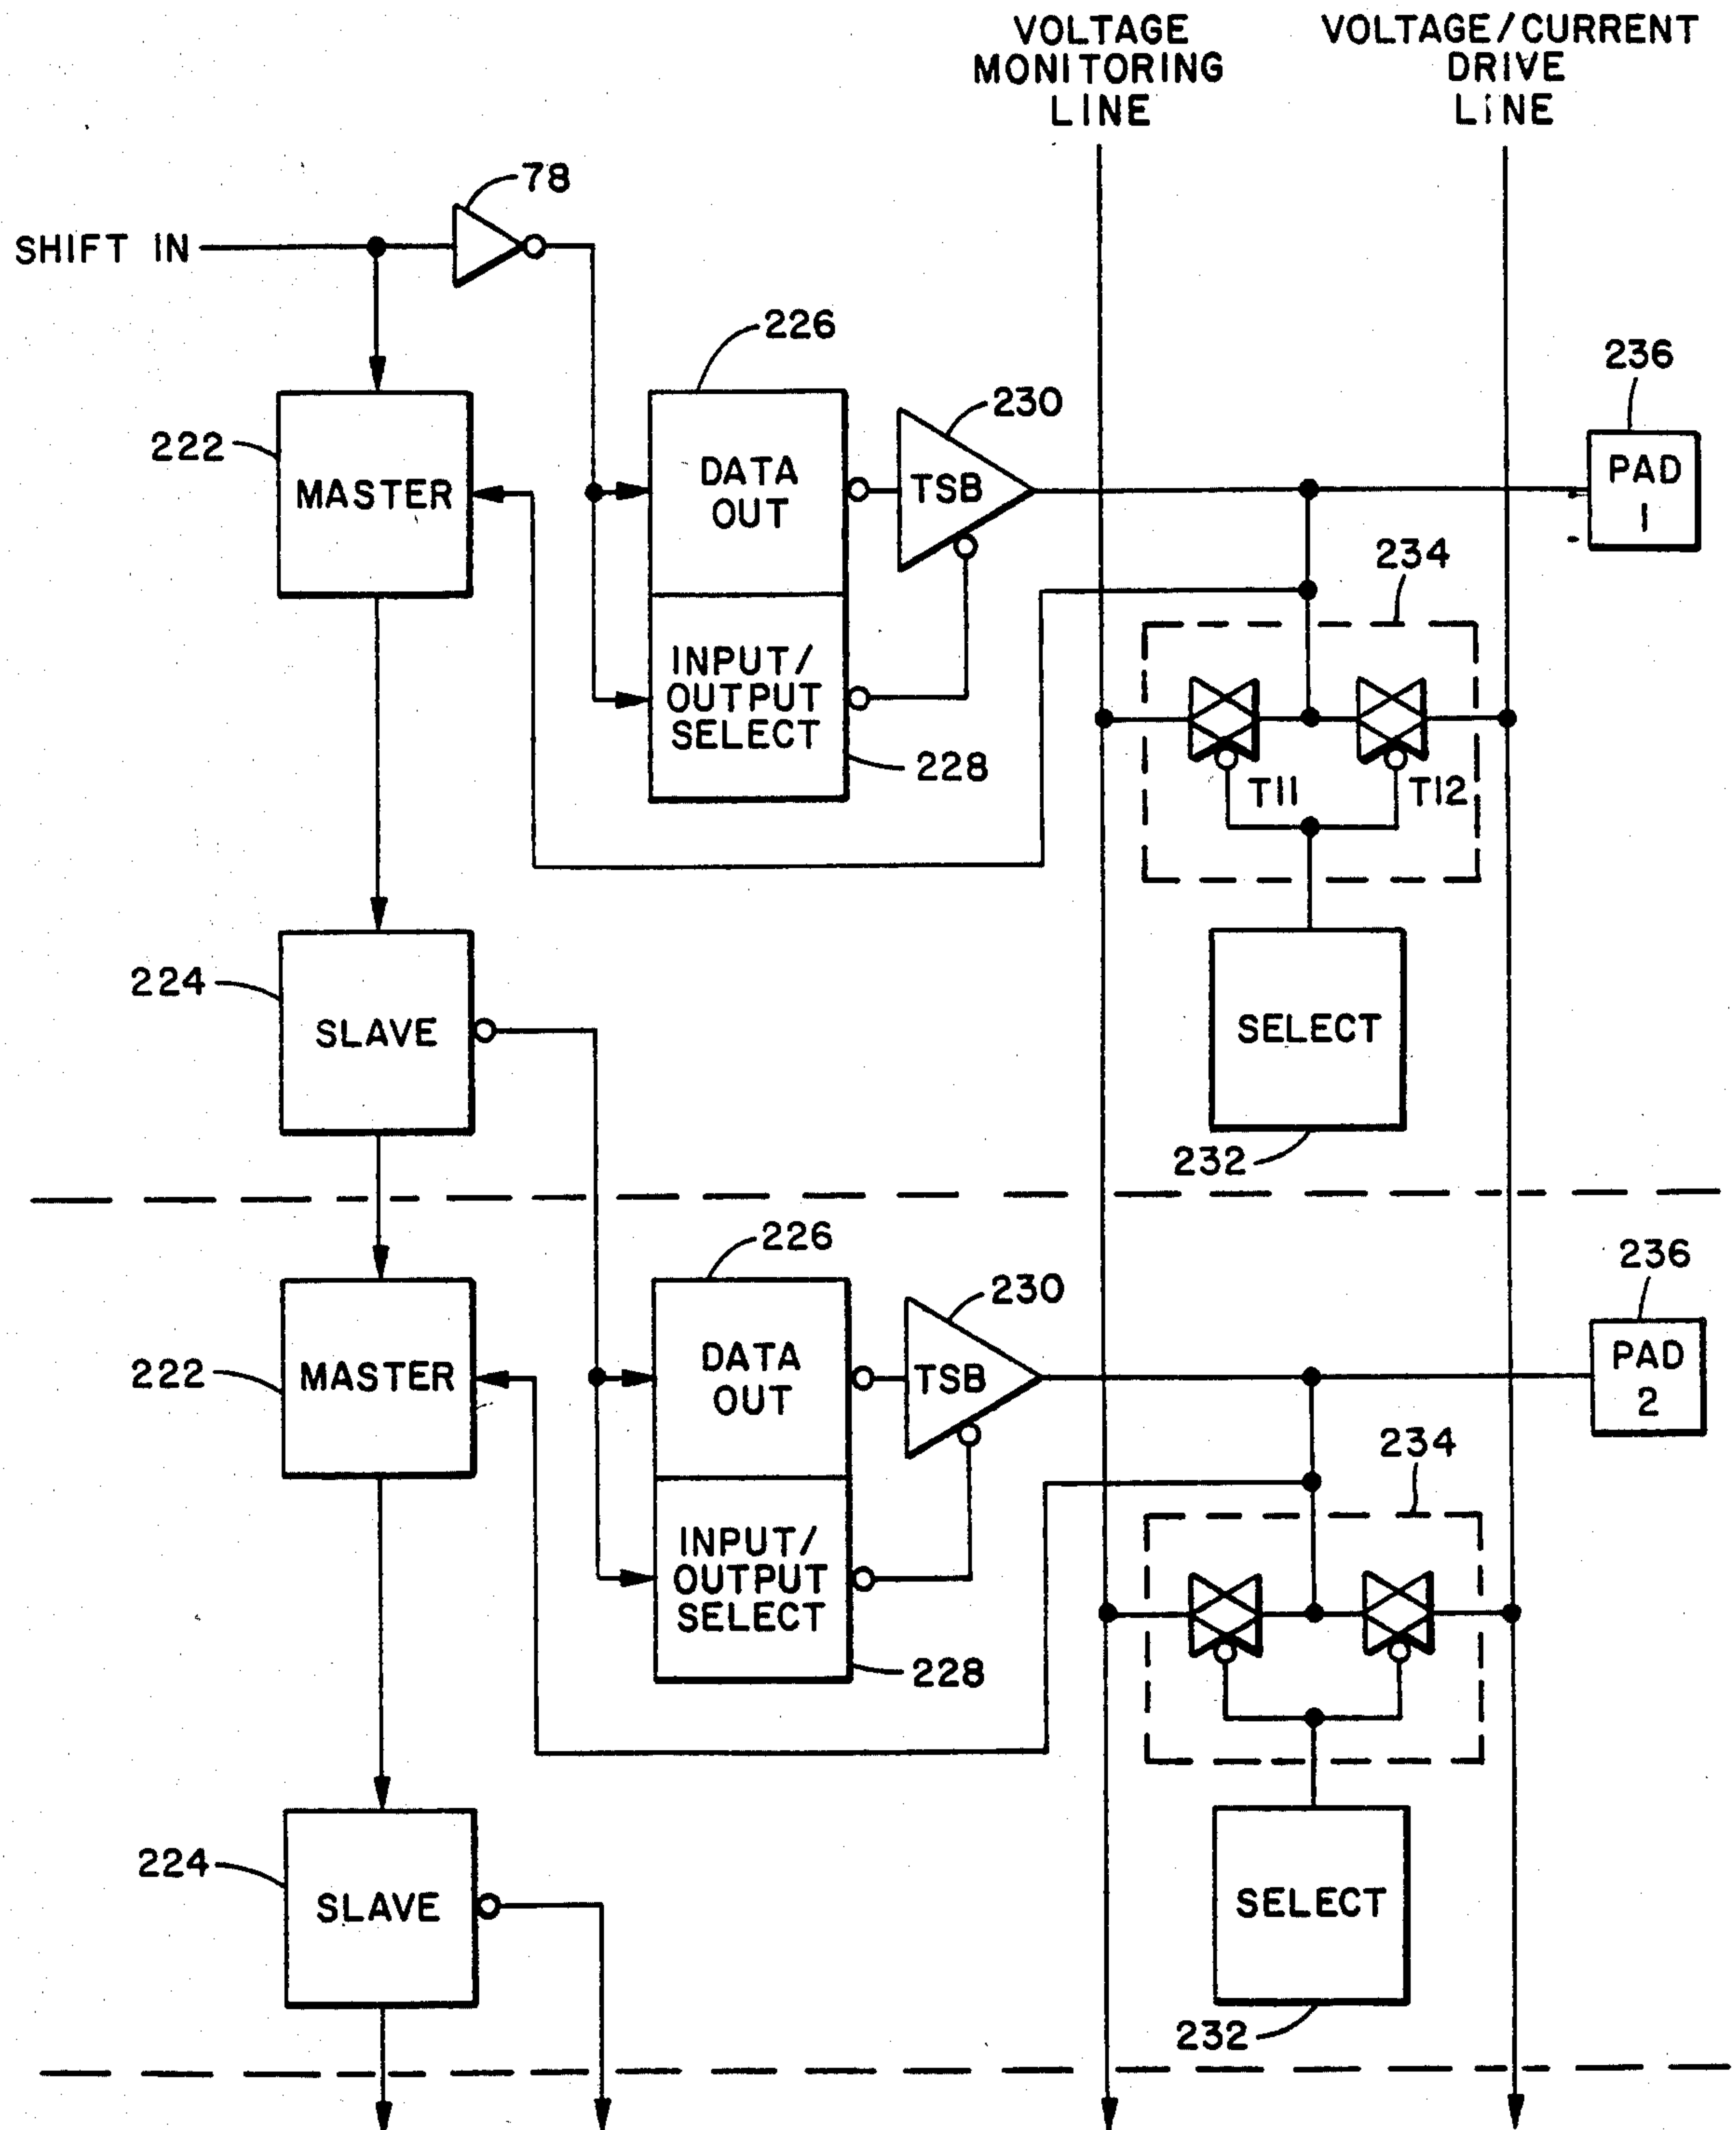 VOLTAGE
MONITORING
LINE
VOLTAGE/CURRENT
DRIVE
LINE
78
SHIFT IN
226
236
230
222
MASTER
DATA
OUT
TSB
PAD
1
234
INPUT/
OUTPUT
SELECT
228
T11
T12
224
SLAVE
SELECT
232
226
236
230
222
MASTER
DATA
OUT
TSB
PAD
2
234
INPUT/
OUTPUT
SELECT
228
224
SLAVE
SELECT
232